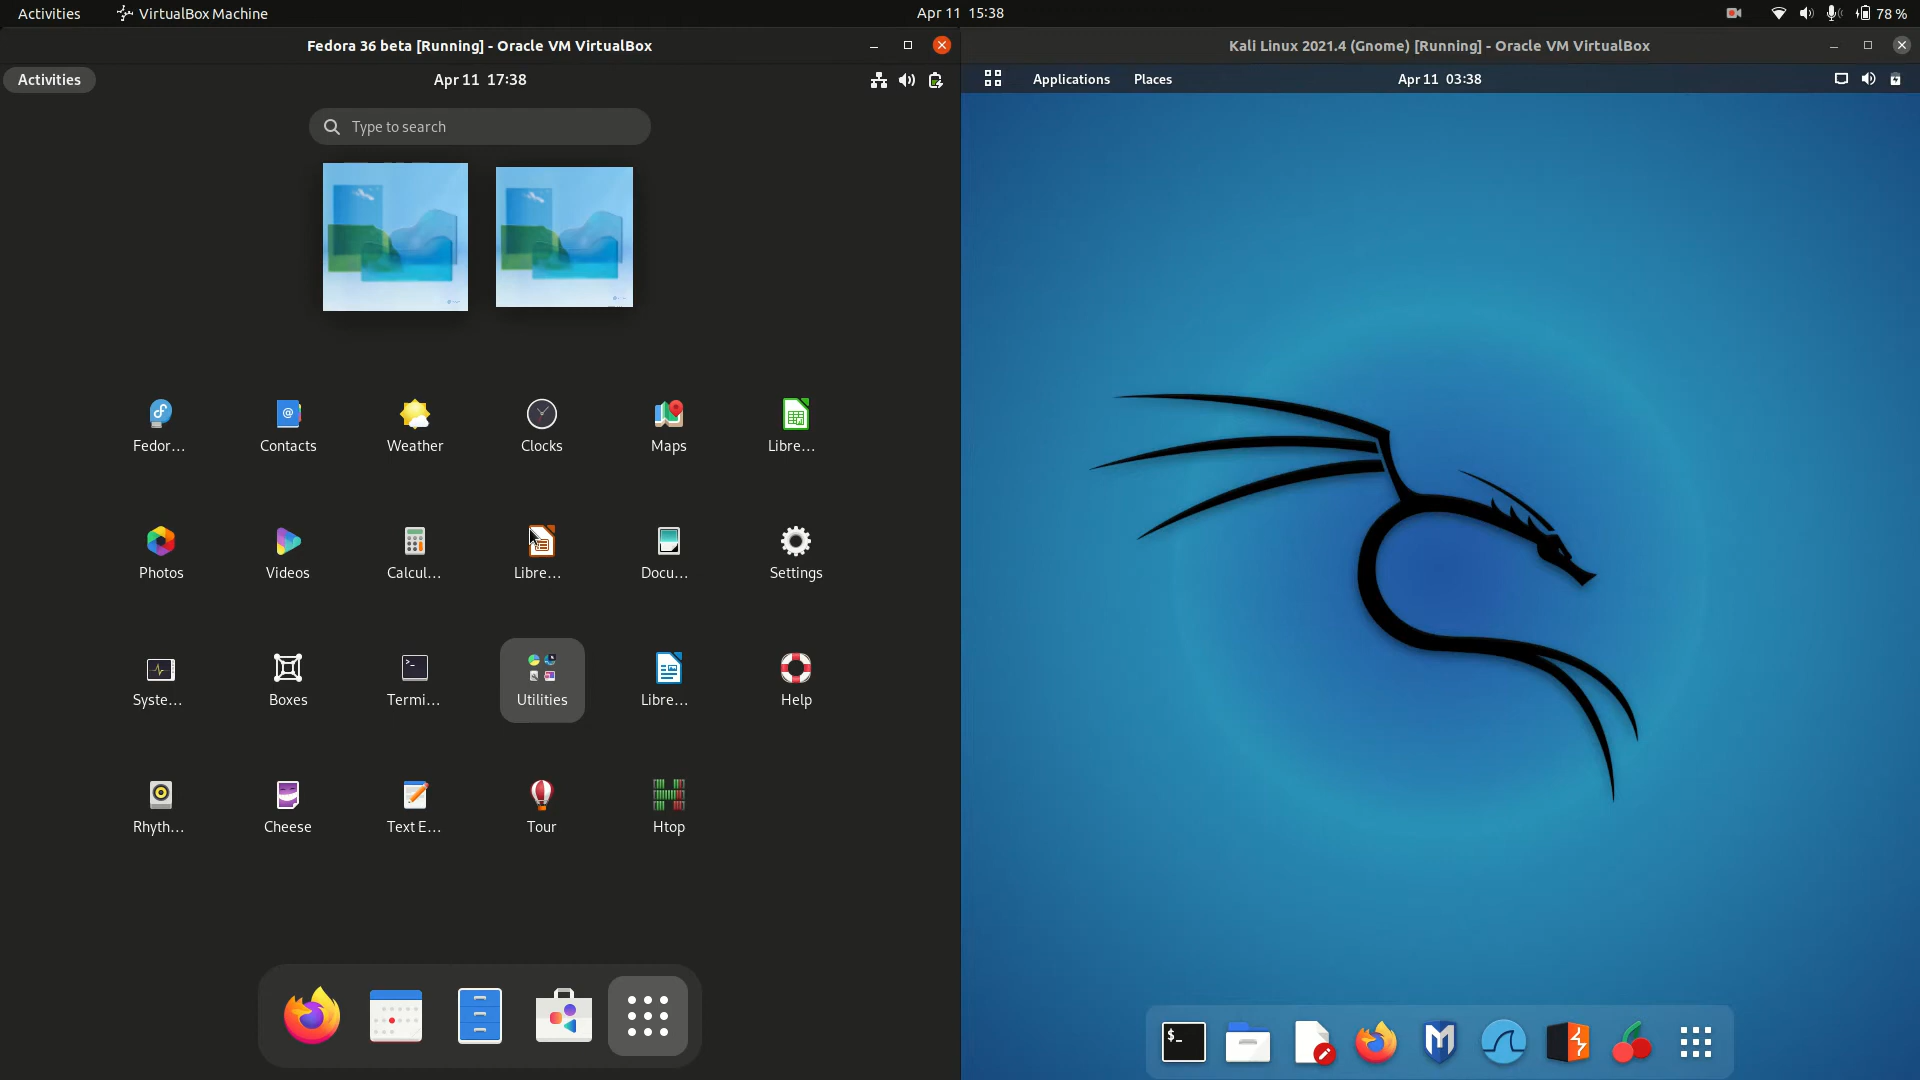 Activities VirtualBox Machine Apr 11 15:38 78 %
Fedora 36 beta [Running] - Oracle VM VirtualBox
Kali Linux 2021.4 (Gnome) [Running] - Oracle VM VirtualBox
Activities Apr 11 17:38
Applications Places Apr 11 03:38
Type to search
Fedor... Contacts Weather Clocks Maps Libre...
Photos Videos Calcul... Libre... Docu... Settings
Syste... Boxes Termi... Utilities Libre... Help
Rhyth... Cheese Text E... Tour Htop